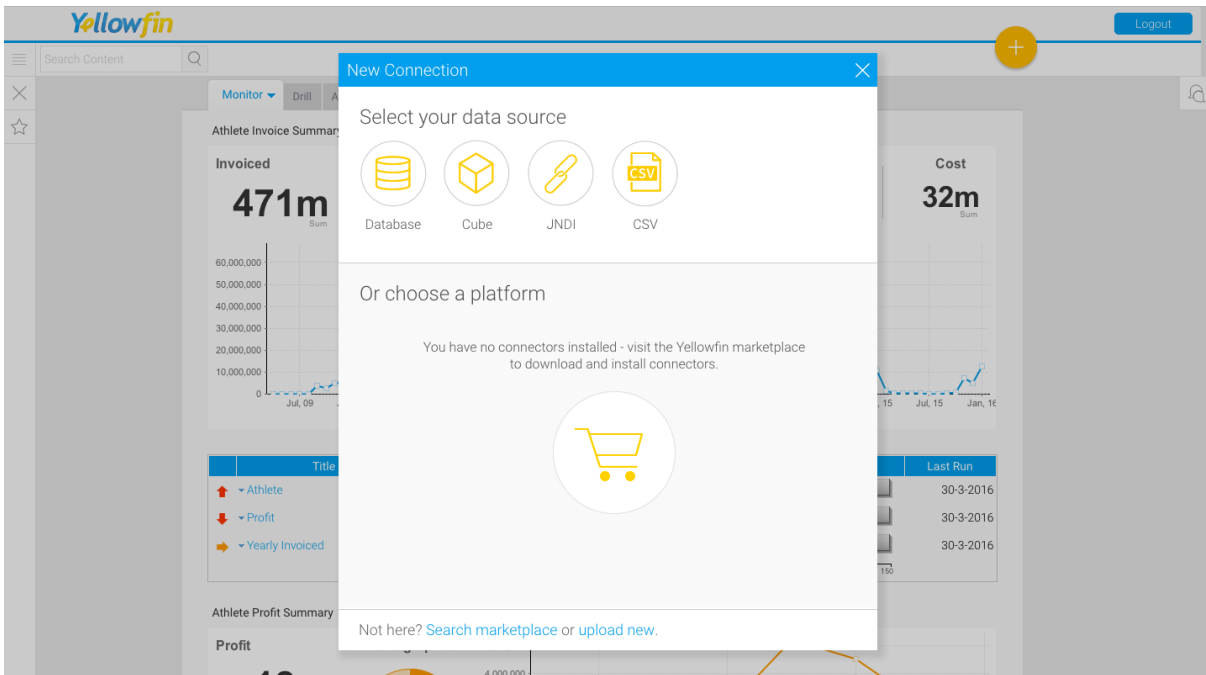 Yellowfin
Logout
Search Content
New Connection
Monitor
Drill
A
Select your data source
Database
Cube
JNDI
CSV
CSV
Athlete Invoice Summary
Invoiced
471m
Sum
Cost
32m
Sum
60,000,000
50,000,000
40,000,000
30,000,000
20,000,000
10,000,000
0
Jul, 09
15
Jul, 15
Jan, 16
Or choose a platform
You have no connectors installed - visit the Yellowfin marketplace
to download and install connectors.
Title
Last Run
Athlete
30-3-2016
Profit
30-3-2016
Yearly Invoiced
30-3-2016
150
Athlete Profit Summary
Not here? Search marketplace or upload new.
Profit
4,000,000